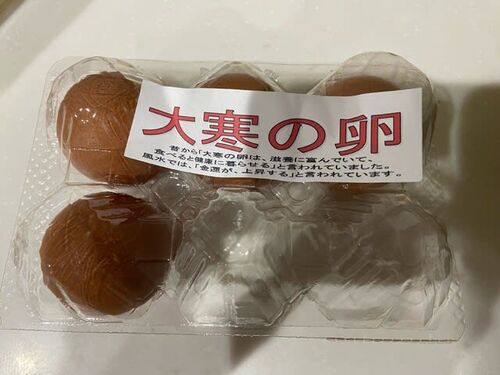 大寒の卵
昔から「大寒の卵は、滋養に富んでいて、
食べると健康に暮らせる」と言われていました。
風水では、「金運が、上昇する」と言われています。